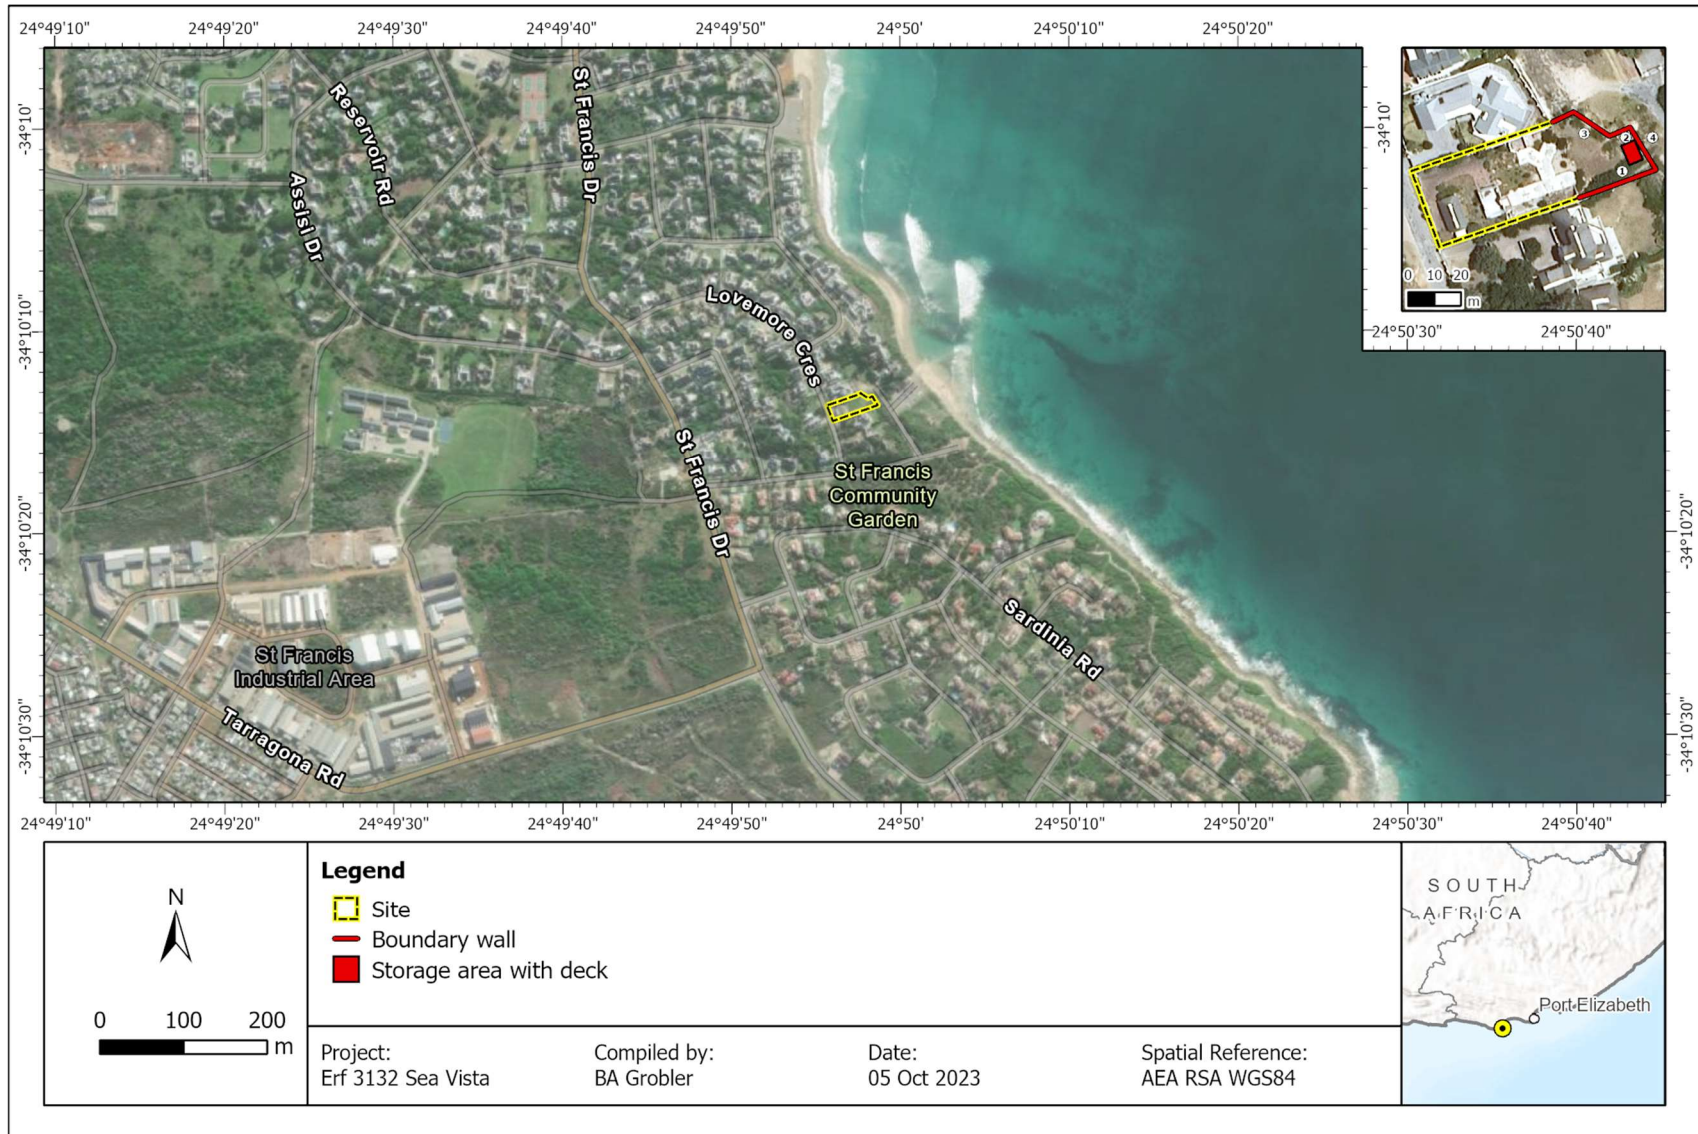 24°49'10" 24°49'20" 24°49'30" 24°49'40" 24°49'50" 24°50' 24°50'10" 24°50'20"
-34°10'
-34°10'10"
-34°10'20"
-34°10'30"
Reservoir Rd
St Francis Dr
Assisi Dr
Lovemore Cres
St Francis Dr
St Francis
Community
Garden
Sardinia Rd
St Francis
Industrial Area
Tarragona Rd
-34°10'
3
2
4
1
0 10 20
m
24°50'30" 24°50'40"
-34°10'20"
-34°10'30"
24°49'10" 24°49'20" 24°49'30" 24°49'40" 24°49'50" 24°50' 24°50'10" 24°50'20" 24°50'30" 24°50'40"
N
0 100 200
m
Legend
Site
Boundary wall
Storage area with deck
Project:
Erf 3132 Sea Vista
Compiled by:
BA Grobler
Date:
05 Oct 2023
Spatial Reference:
AEA RSA WGS84
SOUTH
AFRICA
Port Elizabeth